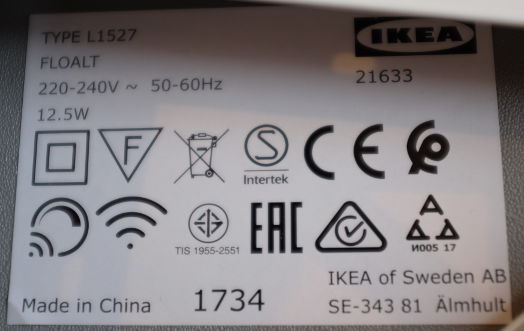 TYPE L1527
IKEA
FLOALT
21633
220-240V ~ 50-60Hz
12.5W
F
S
Intertek
CE
TIS 1955-2551
EAC
И005 17
IKEA of Sweden AB
Made in China
1734
SE-343 81 Älmhult